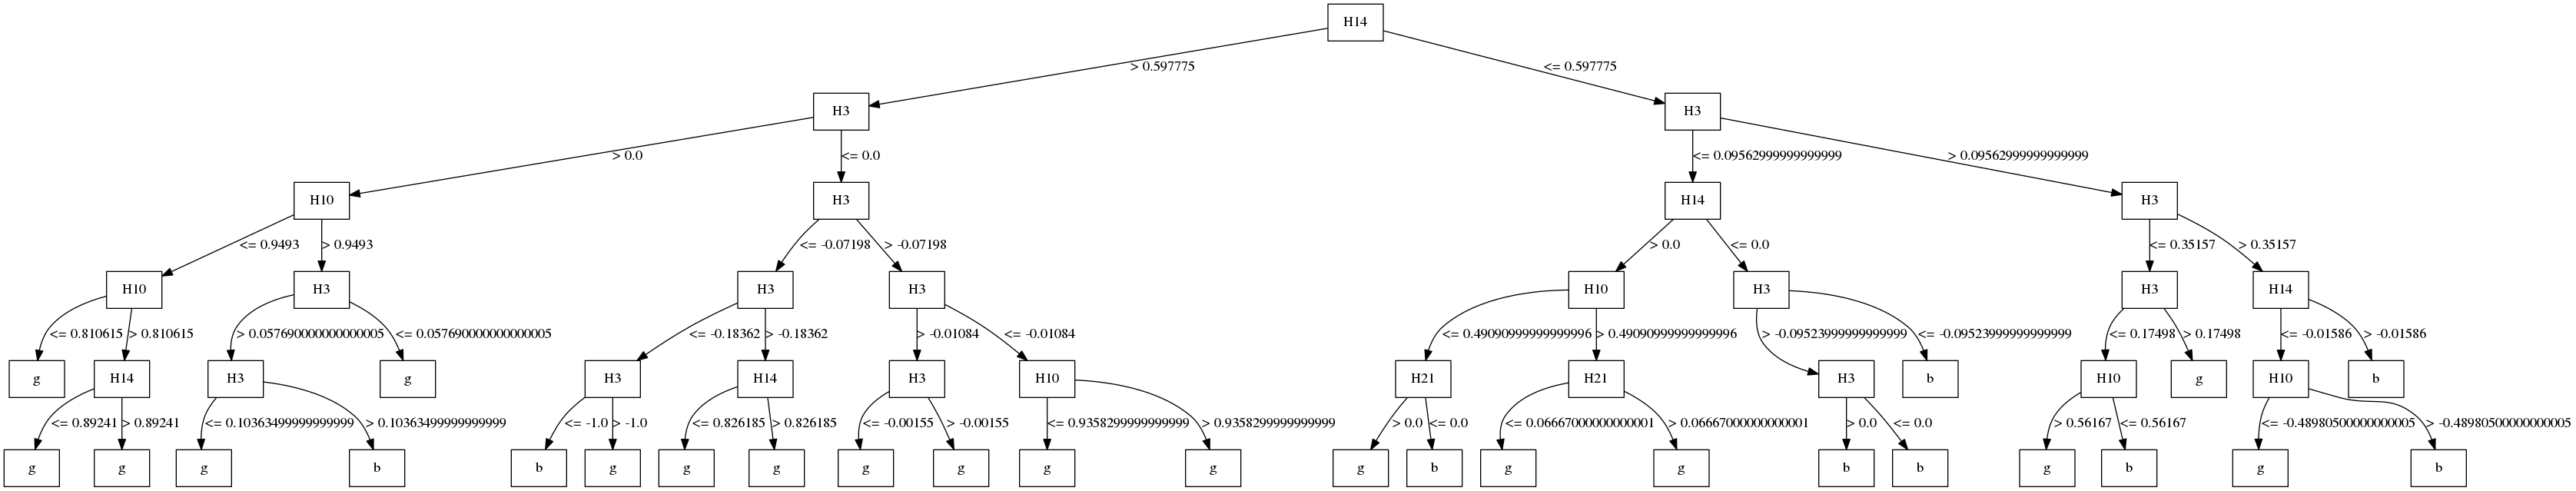 H14
> 0.597775
<= 0.597775
H3
H3
> 0.0
<= 0.0
<= 0.09562999999999999
> 0.09562999999999999
H10
H3
H14
H3
<= 0.9493
> 0.9493
<= -0.07198
> -0.07198
> 0.0
<= 0.0
<= 0.35157
> 0.35157
H10
H3
H3
H3
H10
H3
H3
H14
<= 0.810615
> 0.810615
> 0.0576900000000000005
<= 0.0576900000000000005
<= -0.18362
> -0.18362
> -0.01084
<= -0.01084
<= 0.49090999999999996
> 0.49090999999999996
> -0.09523999999999999
<= -0.09523999999999999
<= 0.17498
> 0.17498
<= -0.01586
> -0.01586
g
H14
H3
g
H3
H14
H3
H10
H21
H21
H3
b
H10
g
H10
b
<= 0.89241
> 0.89241
<= 0.10363499999999999
> 0.10363499999999999
<= -1.0
> -1.0
<= 0.826185
> 0.826185
<= -0.00155
> -0.00155
<= 0.9358299999999999
> 0.9358299999999999
> 0.0
<= 0.0
<= 0.06667000000000001
> 0.06667000000000001
> 0.0
<= 0.0
> 0.56167
<= 0.56167
<= -0.48980500000000005
> -0.48980500000000005
g
g
g
b
b
g
g
g
g
g
g
g
g
b
g
g
b
b
g
b
g
b